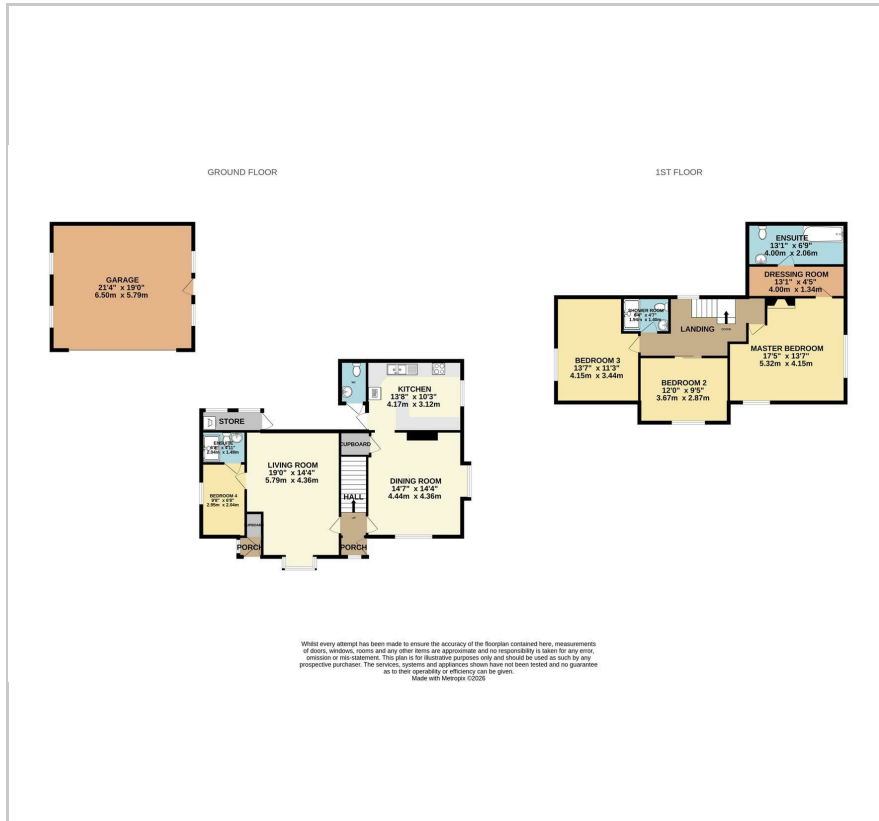 GROUND FLOOR
1ST FLOOR
GARAGE
21'4" x 19'0"
6.50m x 5.79m
KITCHEN
13'8" x 10'3"
4.17m x 3.12m
STORE
ENSUITE
CUPBOARD
LIVING ROOM
19'0" x 14'4"
5.79m x 4.36m
DINING ROOM
14'7" x 14'4"
4.44m x 4.36m
BEDROOM 4
2.95m x 2.04m
HALL
UP
CUPBOARD
PORCH
PORCH
ENSUITE
13'1" x 6'9"
4.00m x 2.06m
DRESSING ROOM
13'1" x 4'5"
4.00m x 1.34m
SHOWER ROOM
LANDING
DOWN
MASTER BEDROOM
17'5" x 13'7"
5.32m x 4.15m
BEDROOM 3
13'7" x 11'3"
4.15m x 3.44m
BEDROOM 2
12'0" x 9'5"
3.67m x 2.87m
Whilst every attempt has been made to ensure the accuracy of the floorplan contained here, measurements
of doors, windows, rooms and any other items are approximate and no responsibility is taken for any error,
omission or mis-statement. This plan is for illustrative purposes only and should be used as such by any
prospective purchaser. The services, systems and appliances shown have not been tested and no guarantee
as to their operability or efficiency can be given.
Made with Metropix ©2026